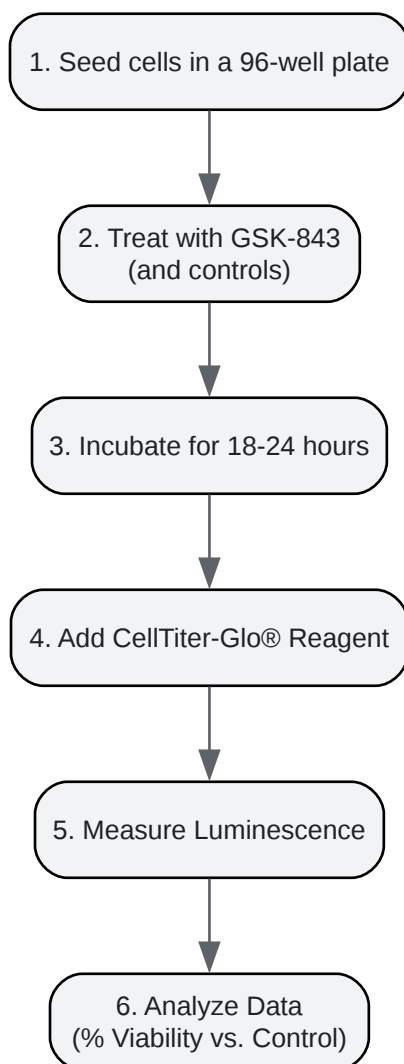 1. Seed cells in a 96-well plate
2. Treat with GSK-843
(and controls)
3. Incubate for 18-24 hours
4. Add CellTiter-Glo® Reagent
5. Measure Luminescence
6. Analyze Data
(% Viability vs. Control)